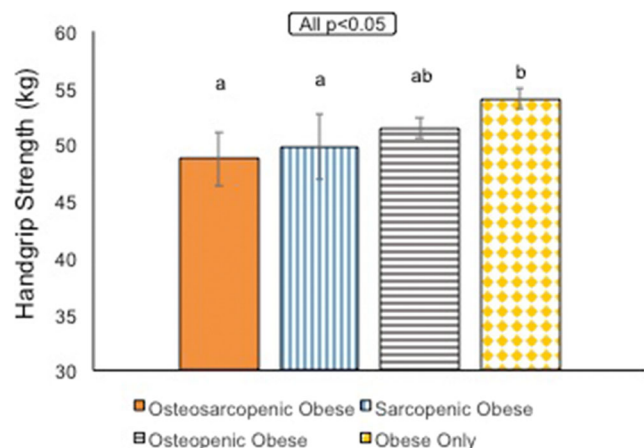 All p<0.05
60
55
50
45
40
35
30
Handgrip Strength (kg)
a a ab b
Osteosarcopenic Obese Sarcopenic Obese
Osteopenic Obese Obese Only